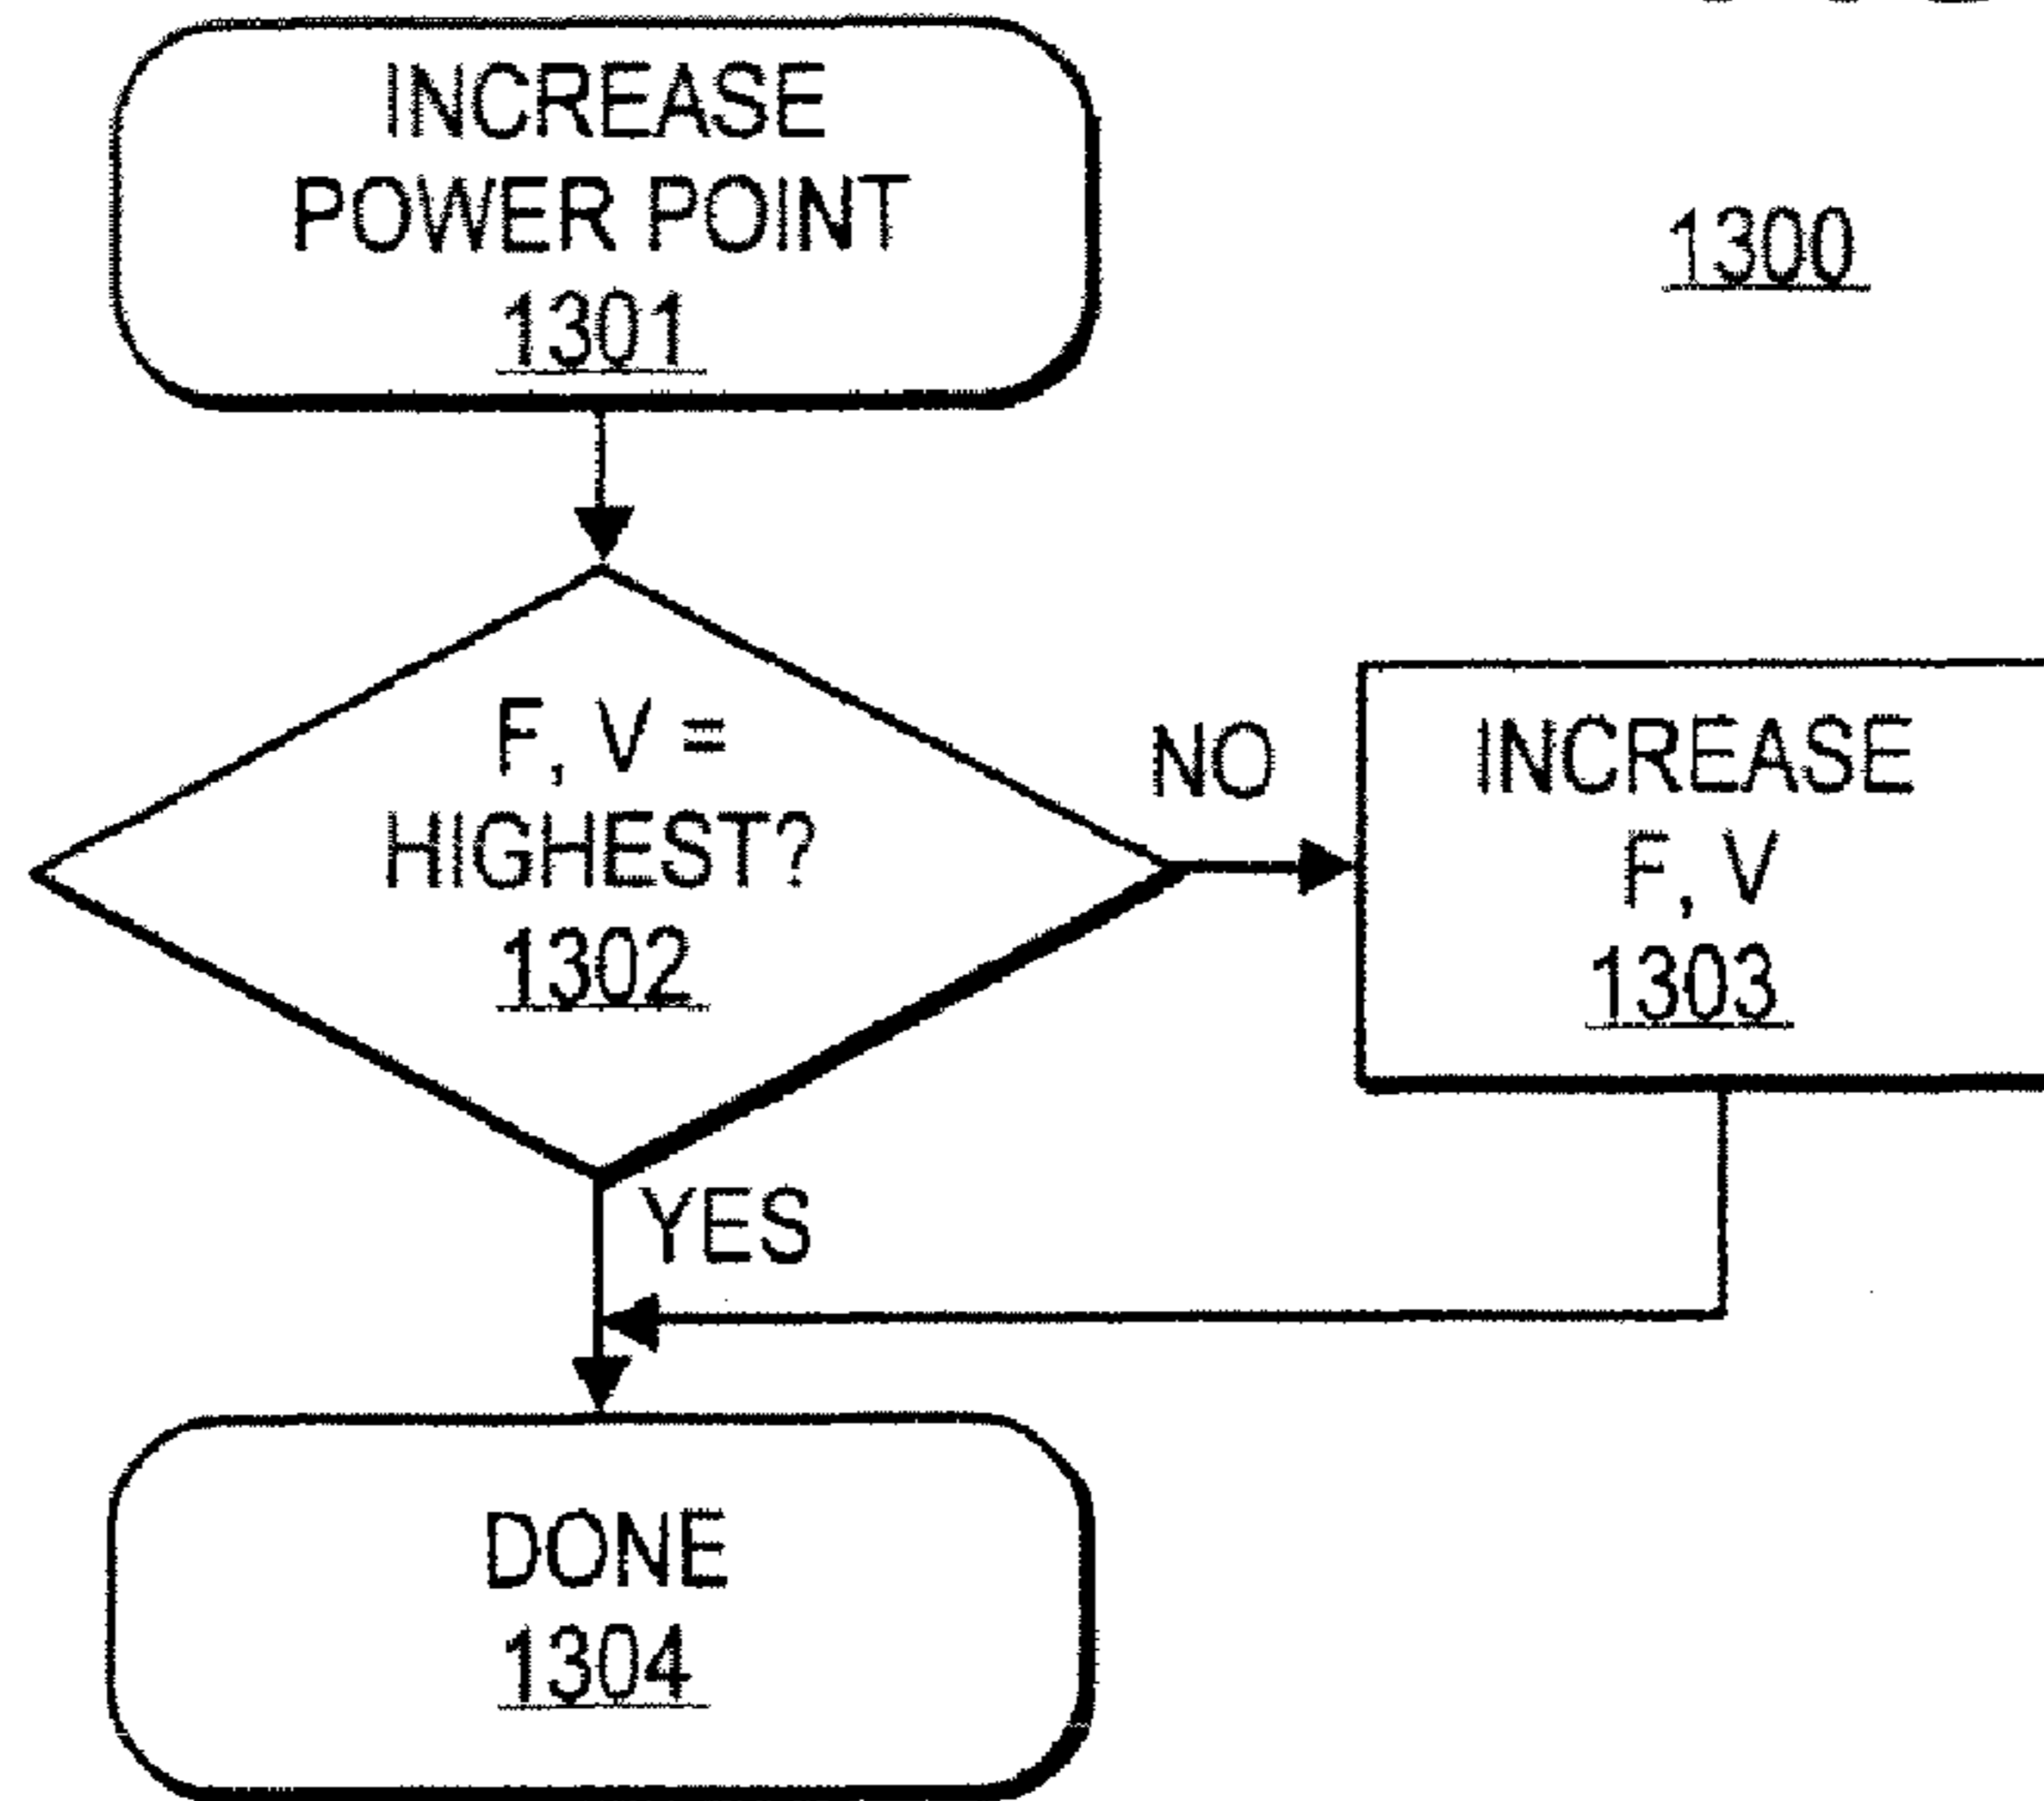 INCREASE
POWER POINT
1301
1300
F, V =
HIGHEST?
1302
NO
INCREASE
F, V
1303
YES
DONE
1304